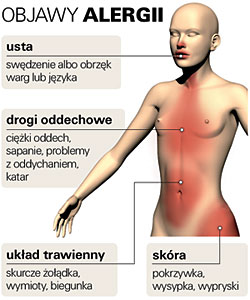 OBJAWY ALERGII
usta
swędzenie albo obrzęk
warg lub języka
drogi oddechowe
ciężki oddech,
sapanie, problemy
z oddychaniem,
katar
układ trawienny
skurcze żołądka,
wymioty, biegunka
skóra
pokrzywka,
wysypka, wypryski